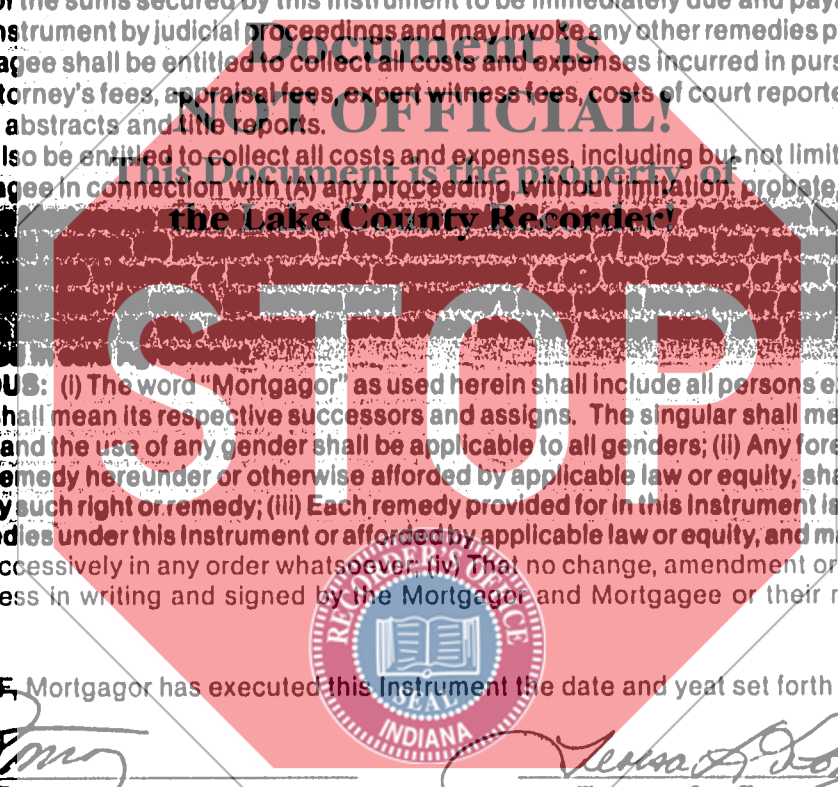 of the sums secured by this Instrument to be immediately due and pay
nstrument by judicial proceedings and may invoke any other remedies p
agee shall be entitled to collect all costs and expenses incurred in purs
torney's fees, appraisal fees, expert witness fees, costs of court reporte
abstracts and title reports.
lso be entitled to collect all costs and expenses, including but not limit
agee in connection with (A) any proceeding, without limitation probate
Document is
NOT OFFICIAL!
This Document is the property of
the Lake County Recorder!
STOP
OUS: (i) The word "Mortgagor" as used herein shall include all persons e
hall mean its respective successors and assigns. The singular shall m
and the use of any gender shall be applicable to all genders; (ii) Any forb
emedy hereunder or otherwise afforded by applicable law or equity, sha
y such right or remedy; (iii) Each remedy provided for in this Instrument is
dies under this Instrument or afforded by applicable law or equity, and m
ccessively in any order whatsoever; (iv) That no change, amendment or
ess in writing and signed by the Mortgagor and Mortgagee or their r
RECORDER'S OFFICE
SEAL
INDIANA
F, Mortgagor has executed this Instrument the date and yeat set forth
Teresa A